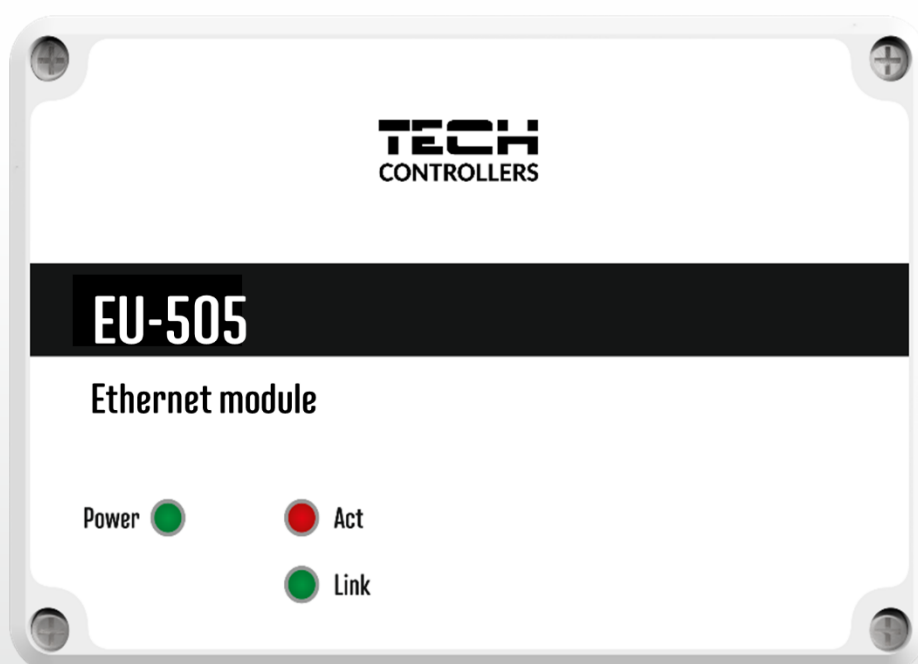 TECH
CONTROLLERS
EU-505
Ethernet module
Power
Act
Link